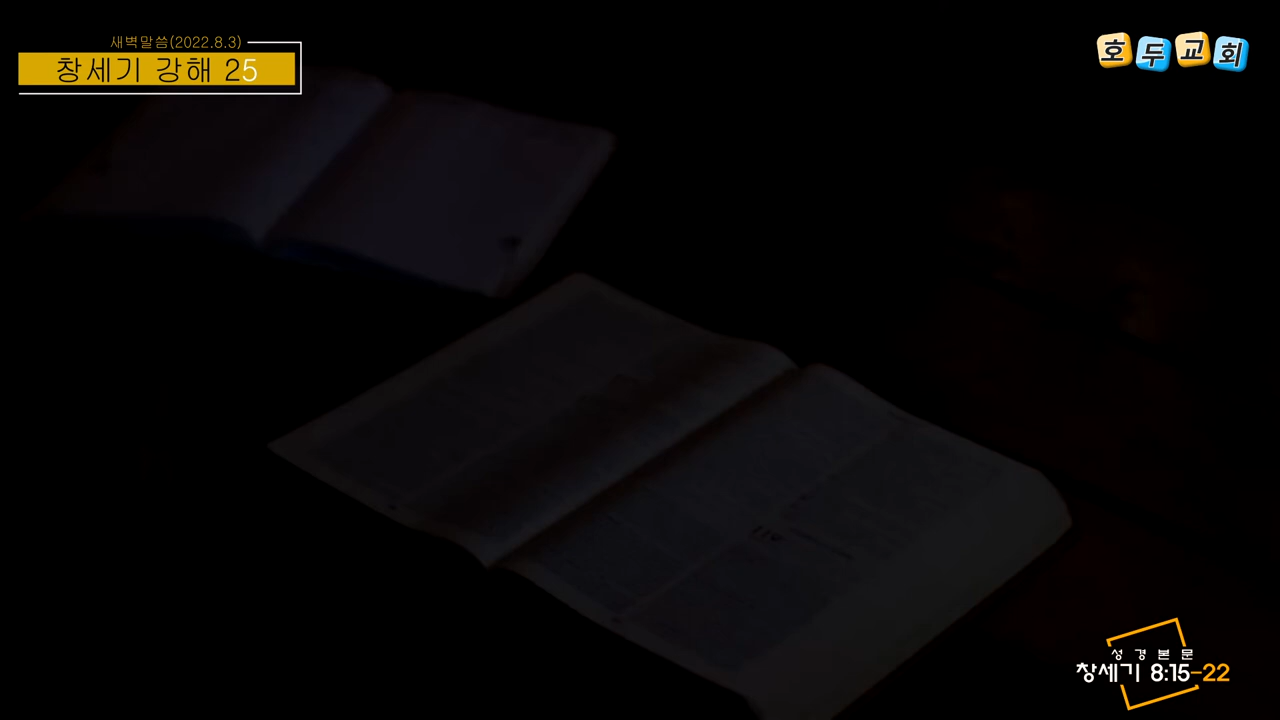 새벽말씀(2022.8.3)
창세기 강해 25
호두교회
성경본문
창세기 8:15-22